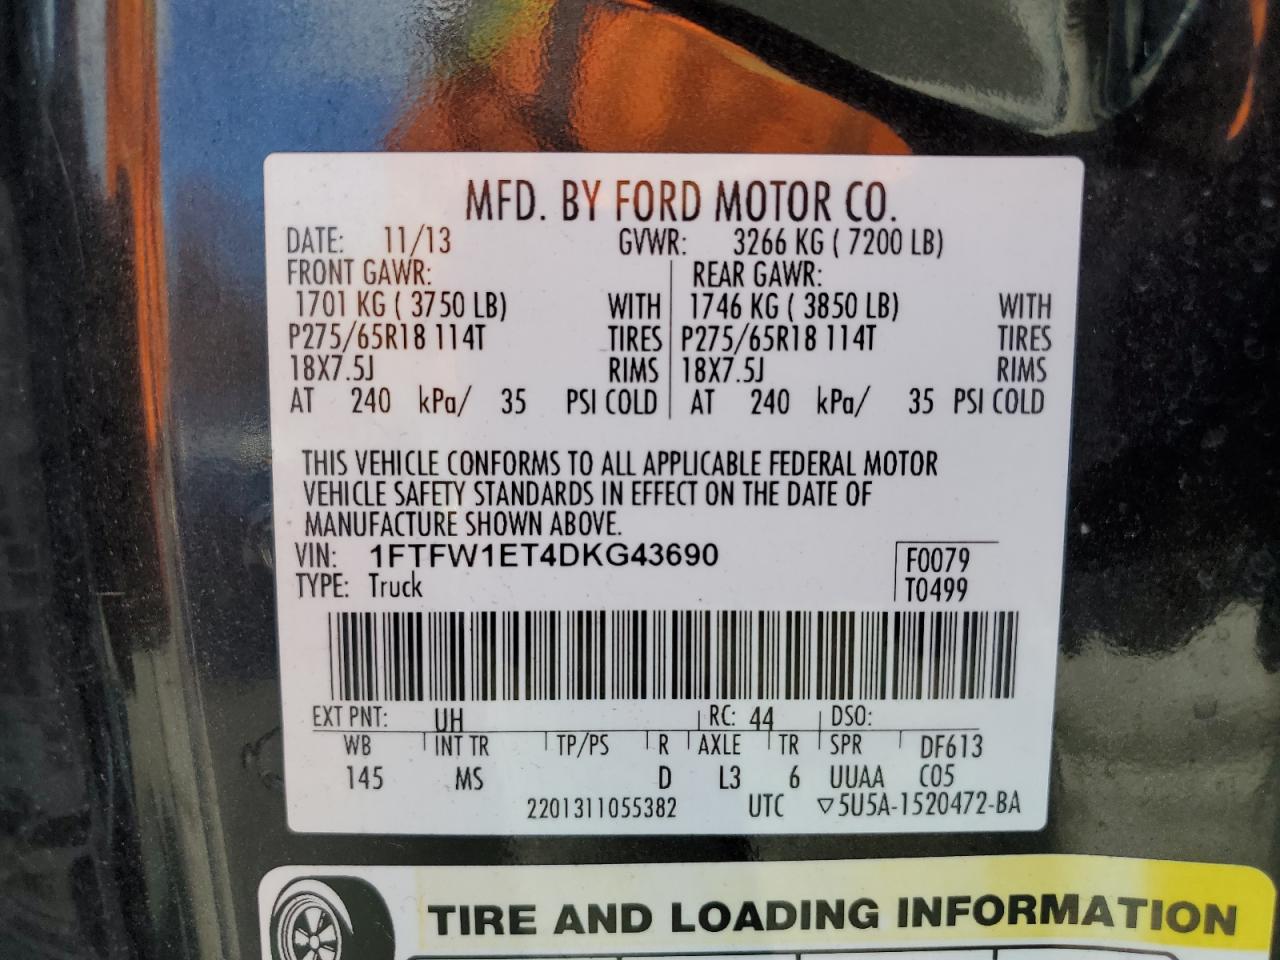 MFD. BY FORD MOTOR CO.
DATE: 11/13 GVWR: 3266 KG ( 7200 LB)
FRONT GAWR: REAR GAWR:
1701 KG ( 3750 LB) WITH 1746 KG ( 3850 LB) WITH
P275/65R18 114T TIRES P275/65R18 114T TIRES
18X7.5J RIMS 18X7.5J RIMS
AT 240 kPa/ 35 PSI COLD AT 240 kPa/ 35 PSI COLD
THIS VEHICLE CONFORMS TO ALL APPLICABLE FEDERAL MOTOR
VEHICLE SAFETY STANDARDS IN EFFECT ON THE DATE OF
MANUFACTURE SHOWN ABOVE.
VIN: 1FTFW1ET4DKG43690 F0079
TYPE: Truck T0499
EXT PNT: UH RC: 44 DSO:
WB INT TR TP/PS R AXLE TR SPR DF613
145 MS D L3 6 UUAA C05
2201311055382 UTC ▽5U5A-1520472-BA
TIRE AND LOADING INFORMATION